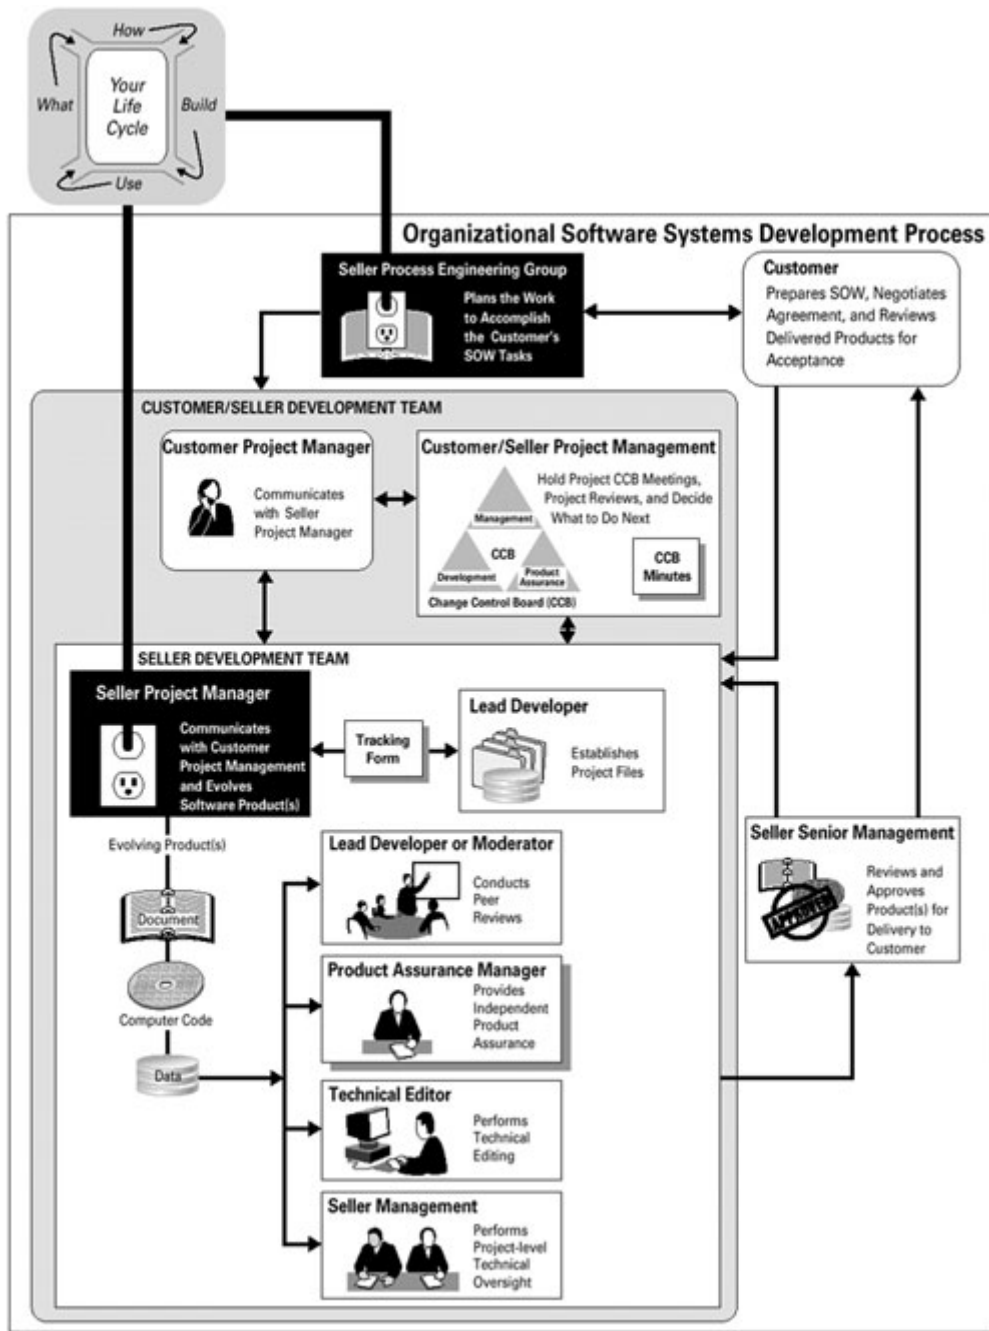 How
What
Your
Life
Cycle
Build
Use
Organizational Software Systems Development Process
Seller Process Engineering Group
Plans the Work
to Accomplish
the Customer's
SOW Tasks
Customer
Prepares SOW, Negotiates
Agreement, and Reviews
Delivered Products for
Acceptance
CUSTOMER/SELLER DEVELOPMENT TEAM
Customer Project Manager
Communicates
with Seller
Project Manager
Customer/Seller Project Management
Hold Project CCB Meetings,
Project Reviews, and Decide
What to Do Next
Management
CCB
Development
Product
Assurance
Change Control Board (CCB)
CCB
Minutes
SELLER DEVELOPMENT TEAM
Seller Project Manager
Communicates
with Customer
Project Management
and Evolves
Software Product(s)
Tracking
Form
Lead Developer
Establishes
Project Files
Evolving Product(s)
Document
Computer Code
Data
Lead Developer or Moderator
Conducts
Peer
Reviews
Product Assurance Manager
Provides
Independent
Product
Assurance
Technical Editor
Performs
Technical
Editing
Seller Management
Performs
Project-level
Technical
Oversight
Seller Senior Management
APPROVED
Reviews and
Approves
Product(s) for
Delivery to
Customer